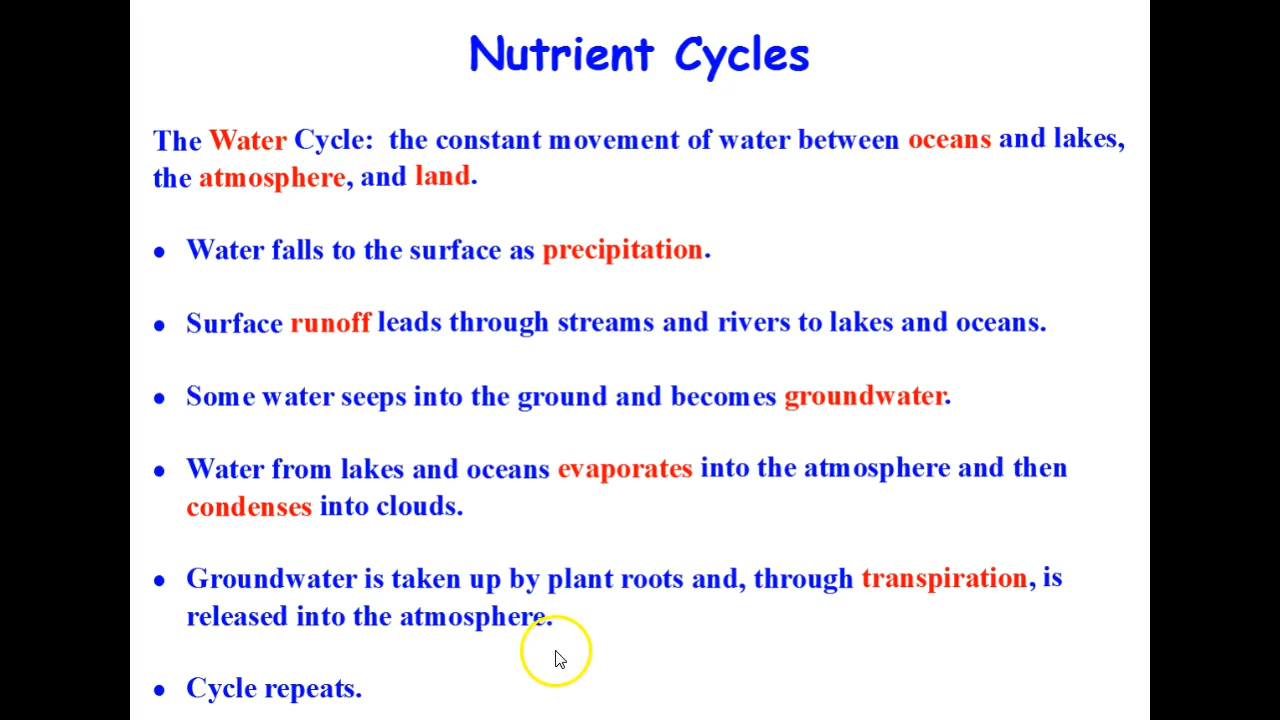 Nutrient Cycles
The Water Cycle: the constant movement of water between oceans and lakes,
the atmosphere, and land.
• Water falls to the surface as precipitation.
• Surface runoff leads through streams and rivers to lakes and oceans.
• Some water seeps into the ground and becomes groundwater.
• Water from lakes and oceans evaporates into the atmosphere and then
condenses into clouds.
• Groundwater is taken up by plant roots and, through transpiration, is
released into the atmosphere.
• Cycle repeats.